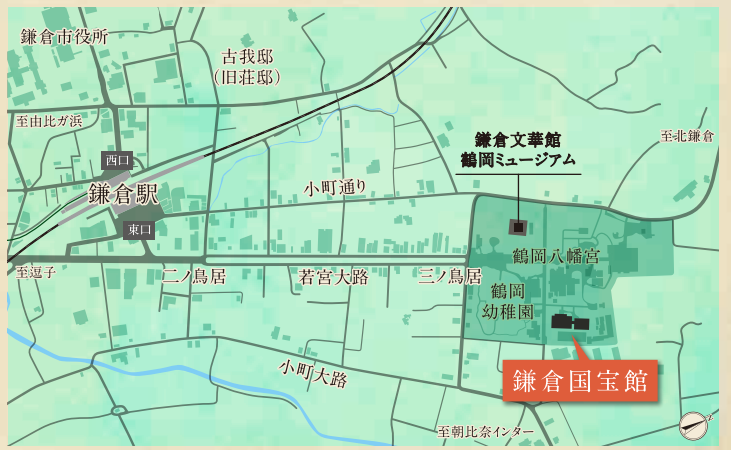 鎌倉市役所
古我邸
（旧荘邸）
至由比ガ浜
至北鎌倉
鎌倉文華館
鶴岡ミュージアム
西口
鎌倉駅
小町通り
東口
鶴岡八幡宮
至逗子
二ノ鳥居
若宮大路
三ノ鳥居
鶴岡
幼稚園
小町大路
鎌倉国宝館
至朝比奈インター
N